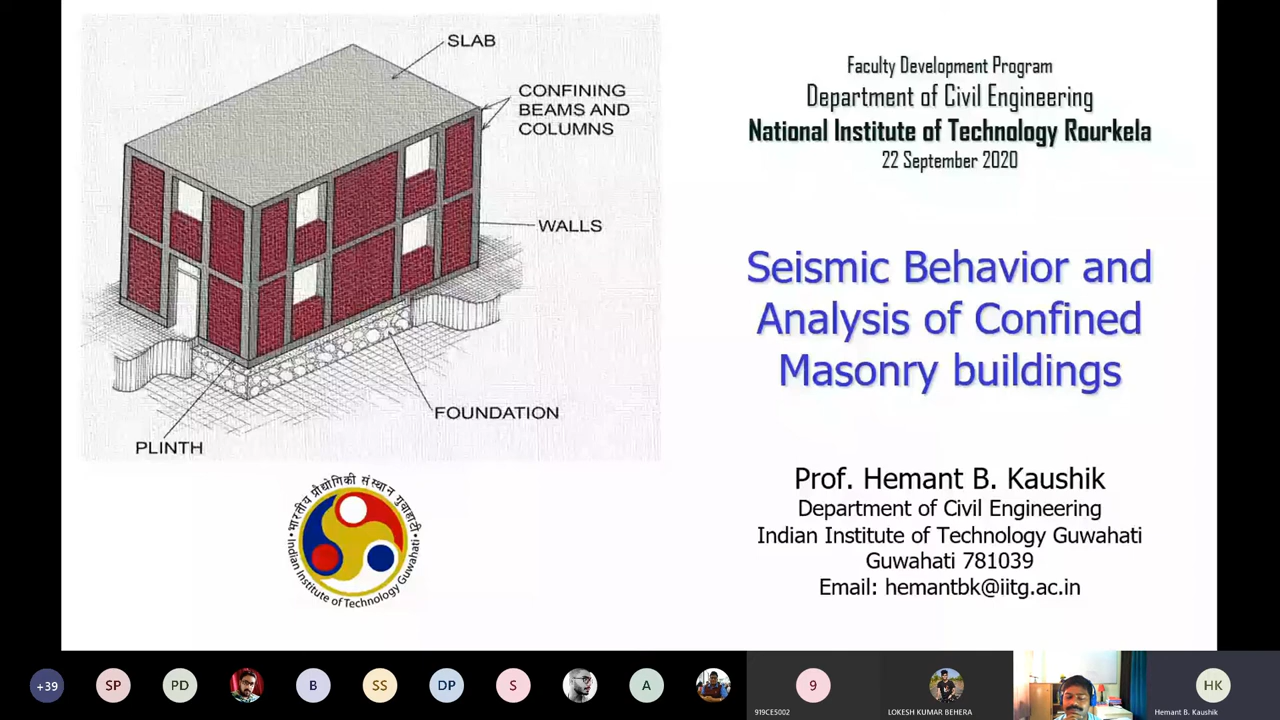 SLAB
CONFINING
BEAMS AND
COLUMNS
WALLS
FOUNDATION
PLINTH
भारतीय प्रौद्योगिकी संस्थान गुवाहाटी
Indian Institute of Technology Guwahati
Faculty Development Program
Department of Civil Engineering
National Institute of Technology Rourkela
22 September 2020
Seismic Behavior and
Analysis of Confined
Masonry buildings
Prof. Hemant B. Kaushik
Department of Civil Engineering
Indian Institute of Technology Guwahati
Guwahati 781039
Email: hemantbk@iitg.ac.in
+39
SP
PD
B
SS
DP
S
A
9
919CE5002
LOKESH KUMAR BEHERA
HK
Hemant B. Kaushik